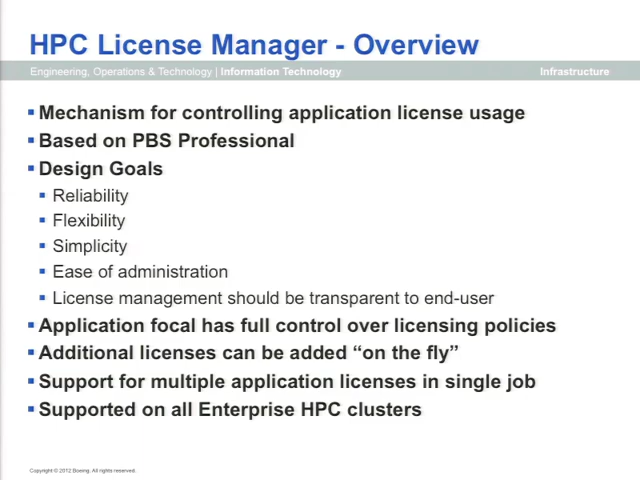 HPC License Manager - Overview
Engineering, Operations & Technology | Information Technology
Infrastructure
Mechanism for controlling application license usage
Based on PBS Professional
Design Goals
Reliability
Flexibility
Simplicity
Ease of administration
License management should be transparent to end-user
Application focal has full control over licensing policies
Additional licenses can be added “on the fly”
Support for multiple application licenses in single job
Supported on all Enterprise HPC clusters
Copyright © 2012 Boeing. All rights reserved.